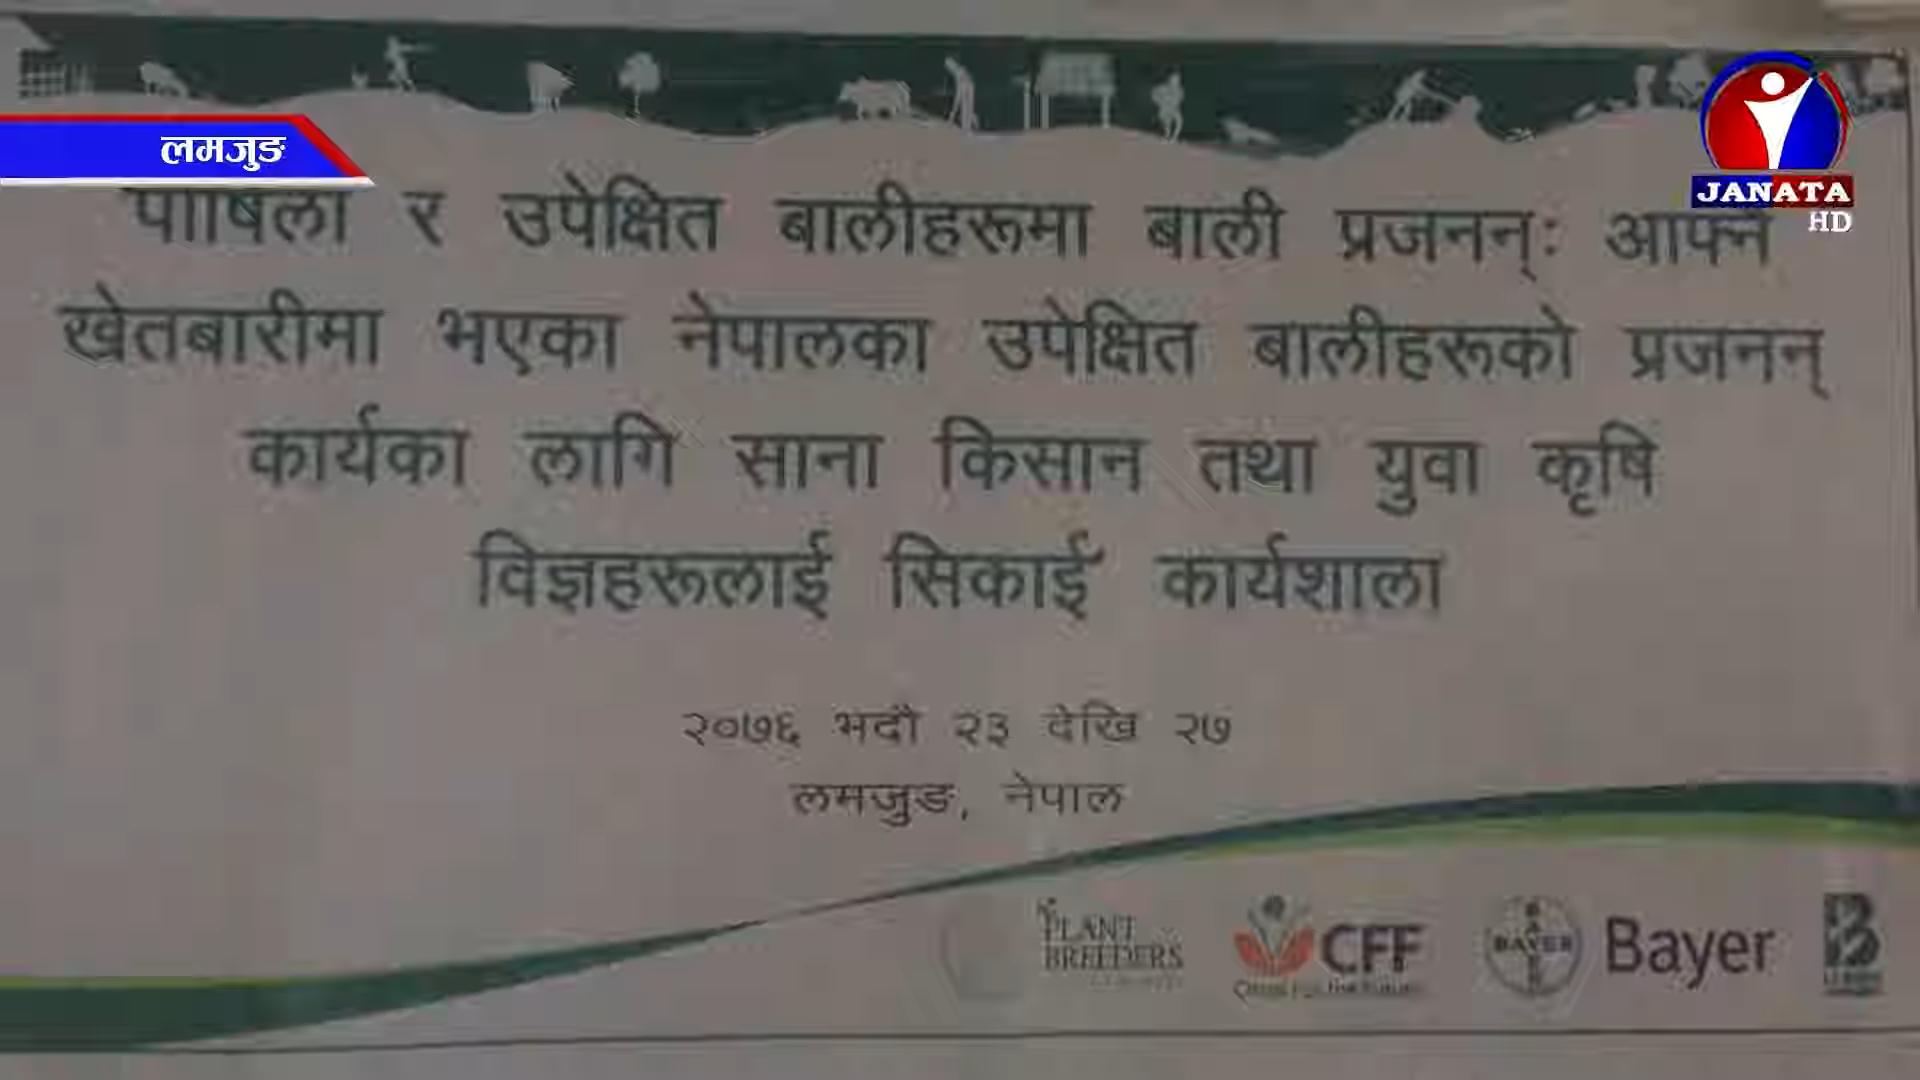 लमजुङ
JANATA
HD
र उपेक्षित बालीहरूमा बाली प्रजनन्ः आफ्नै
खेतबारीमा भएका नेपालका उपेक्षित बालीहरूको प्रजनन्
कार्यका लागि साना किसान तथा युवा कृषि
विज्ञहरूलाई सिकाई कार्यशाला
२०७६ भदौ २३ देखि २७
लमजुङ, नेपाल
PLANT
BREEDERS
CFF
BAYER
Bayer